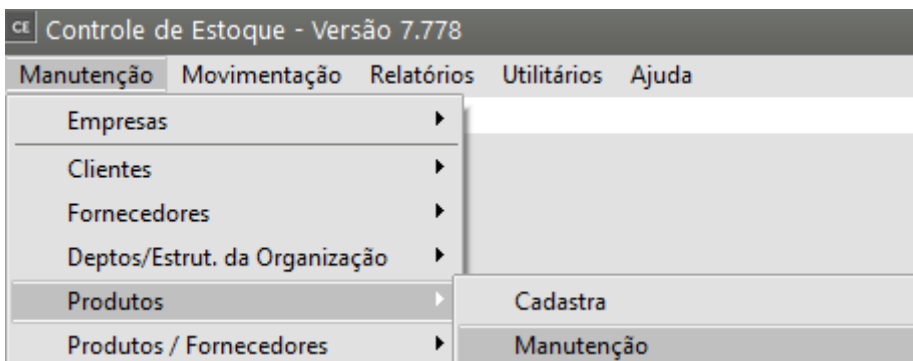 CE Controle de Estoque - Versão 7.778
Manutenção Movimentação Relatórios Utilitários Ajuda
Empresas
Clientes
Fornecedores
Deptos/Estrut. da Organização
Produtos Cadastra
Produtos / Fornecedores Manutenção